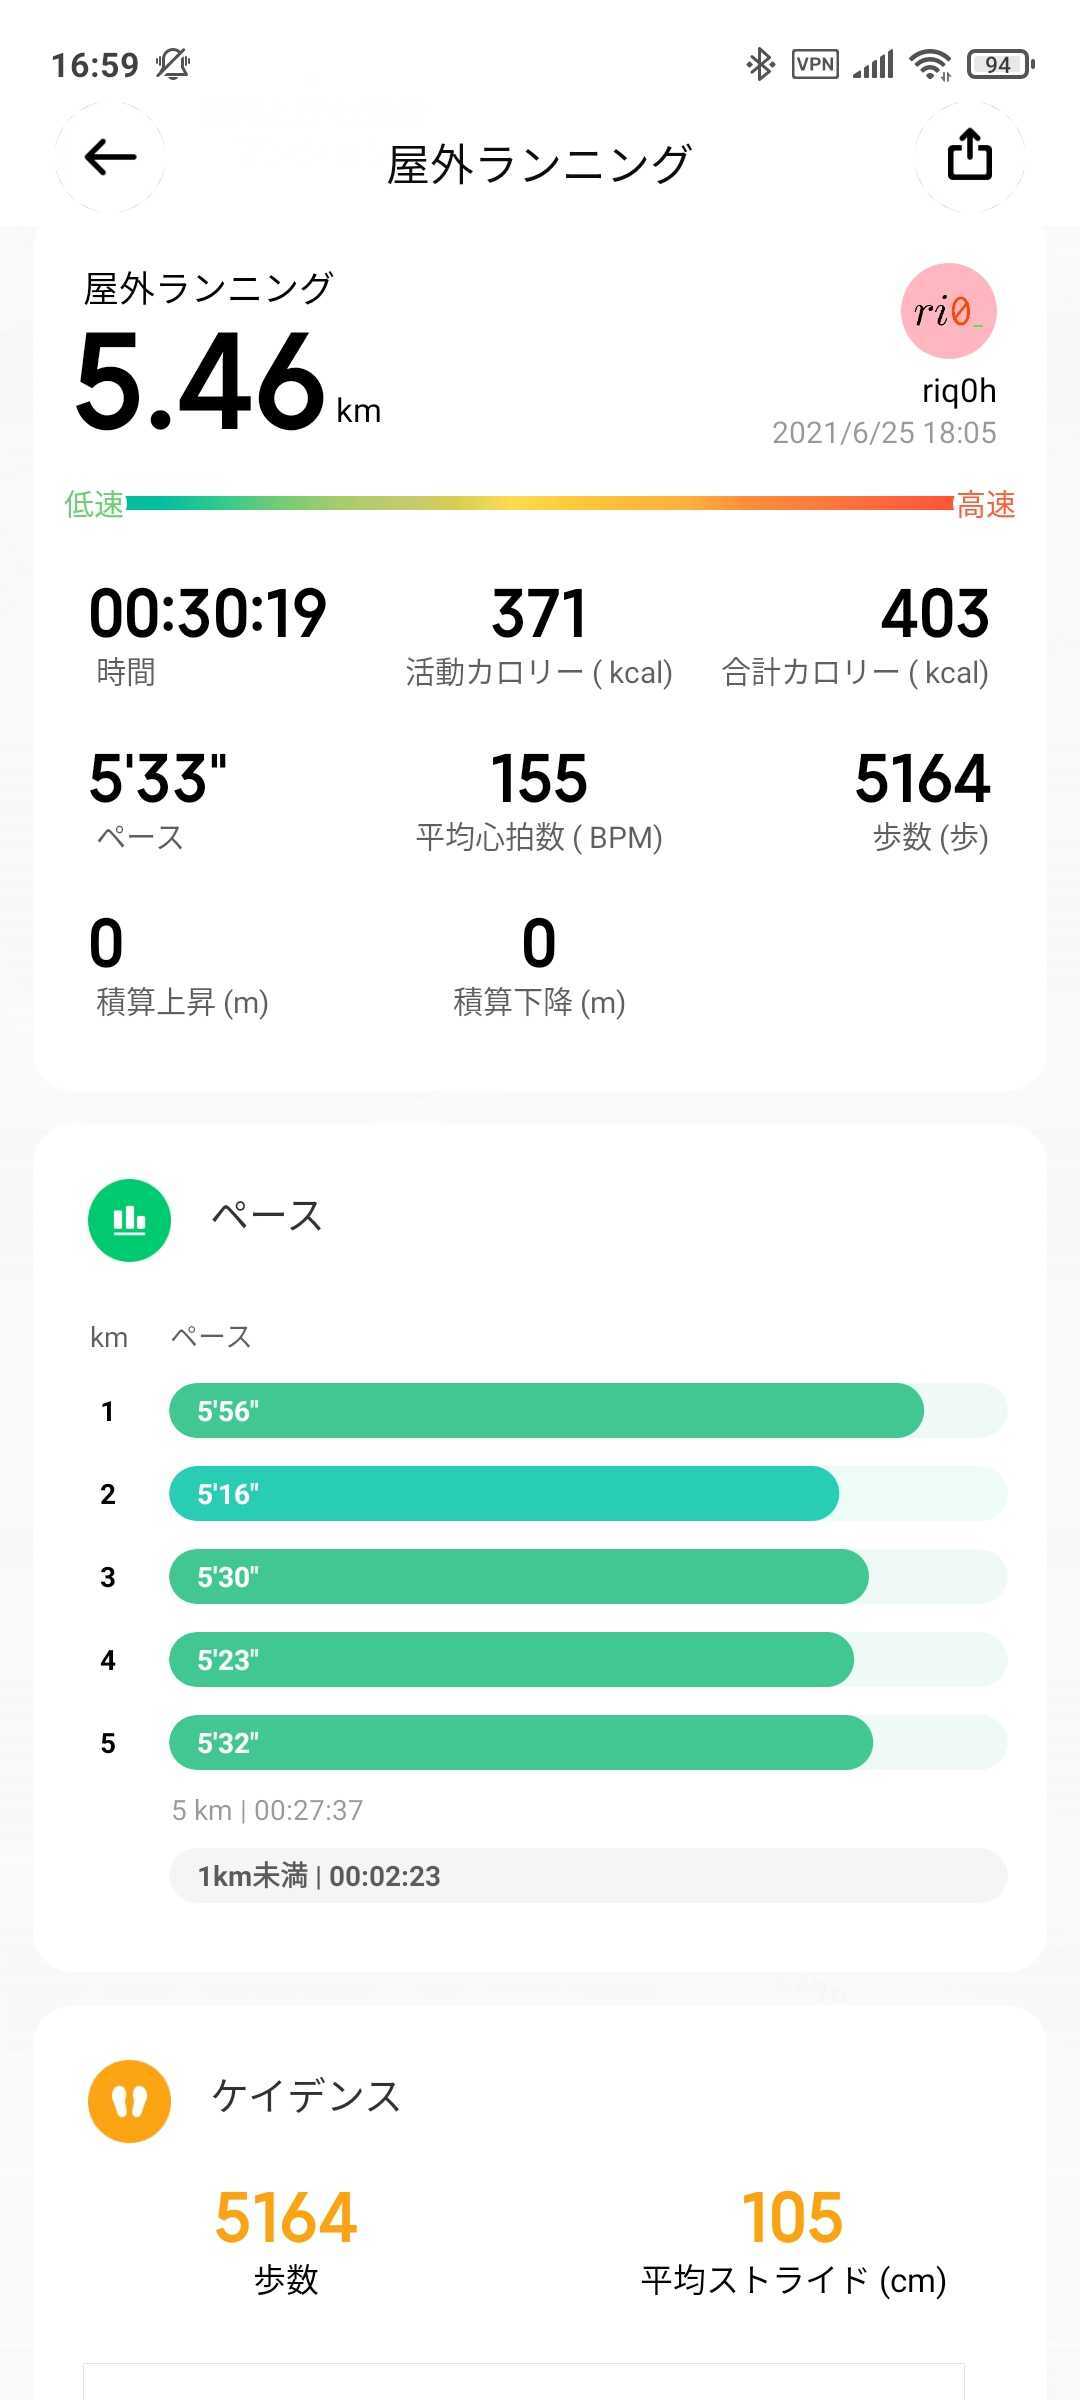 16:59 VPN 94
屋外ランニング
屋外ランニング
5.46 km
ri0_
riq0h
2021/6/25 18:05
低速 高速
00:30:19 371 403
時間 活動カロリー ( kcal) 合計カロリー ( kcal)
5'33" 155 5164
ペース 平均心拍数 ( BPM) 歩数 (歩)
0 0
積算上昇 (m) 積算下降 (m)
ペース
km ペース
1 5'56"
2 5'16"
3 5'30"
4 5'23"
5 5'32"
5 km | 00:27:37
1km未満 | 00:02:23
ケイデンス
5164 105
歩数 平均ストライド (cm)